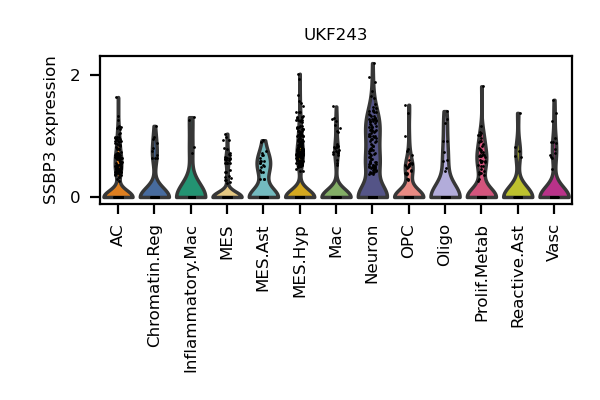 UKF243
SSBP3 expression
2
0
AC
Chromatin.Reg
Inflammatory.Mac
MES
MES.Ast
MES.Hyp
Mac
Neuron
OPC
Oligo
Prolif.Metab
Reactive.Ast
Vasc